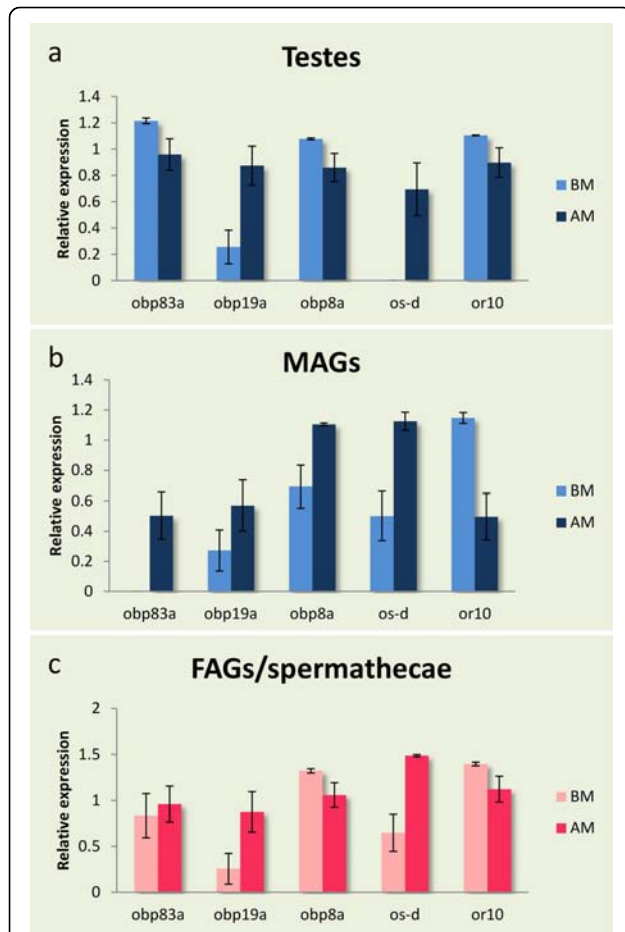 a
Testes
Relative expression
1.4
1.2
1
0.8
0.6
0.4
0.2
0
obp83a obp19a obp8a os-d or10
BM
AM
b
MAGs
Relative expression
1.4
1.2
1
0.8
0.6
0.4
0.2
0
obp83a obp19a obp8a os-d or10
BM
AM
c
FAGs/spermathecae
Relative expression
2
1.5
1
0.5
0
obp83a obp19a obp8a os-d or10
BM
AM